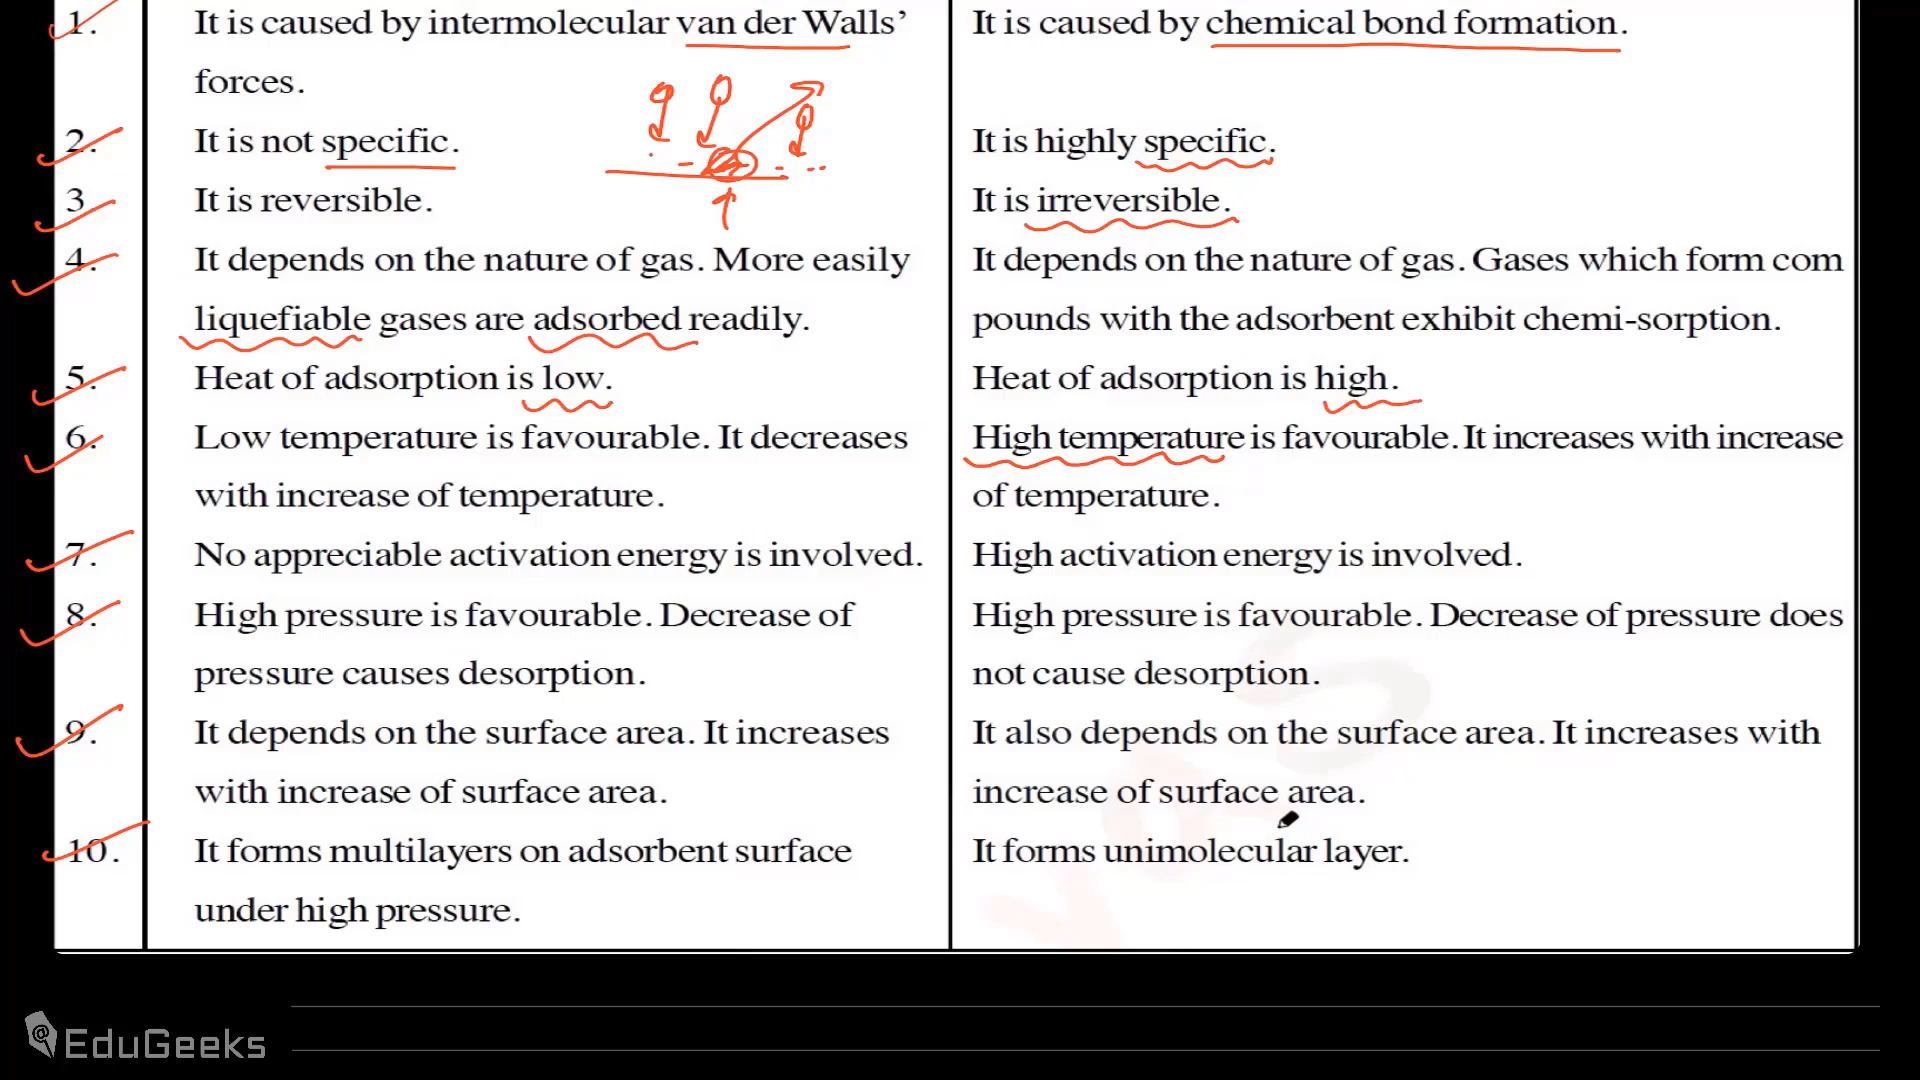 1. It is caused by intermolecular van der Walls’ It is caused by chemical bond formation.
forces.
2. It is not specific. It is highly specific.
3 It is reversible. It is irreversible.
4. It depends on the nature of gas. More easily It depends on the nature of gas. Gases which form com
liquefiable gases are adsorbed readily. pounds with the adsorbent exhibit chemi-sorption.
5. Heat of adsorption is low. Heat of adsorption is high.
6. Low temperature is favourable. It decreases High temperature is favourable. It increases with increase
with increase of temperature. of temperature.
7. No appreciable activation energy is involved. High activation energy is involved.
8. High pressure is favourable. Decrease of High pressure is favourable. Decrease of pressure does
pressure causes desorption. not cause desorption.
9. It depends on the surface area. It increases It also depends on the surface area. It increases with
with increase of surface area. increase of surface area.
10. It forms multilayers on adsorbent surface It forms unimolecular layer.
under high pressure.
EduGeeks